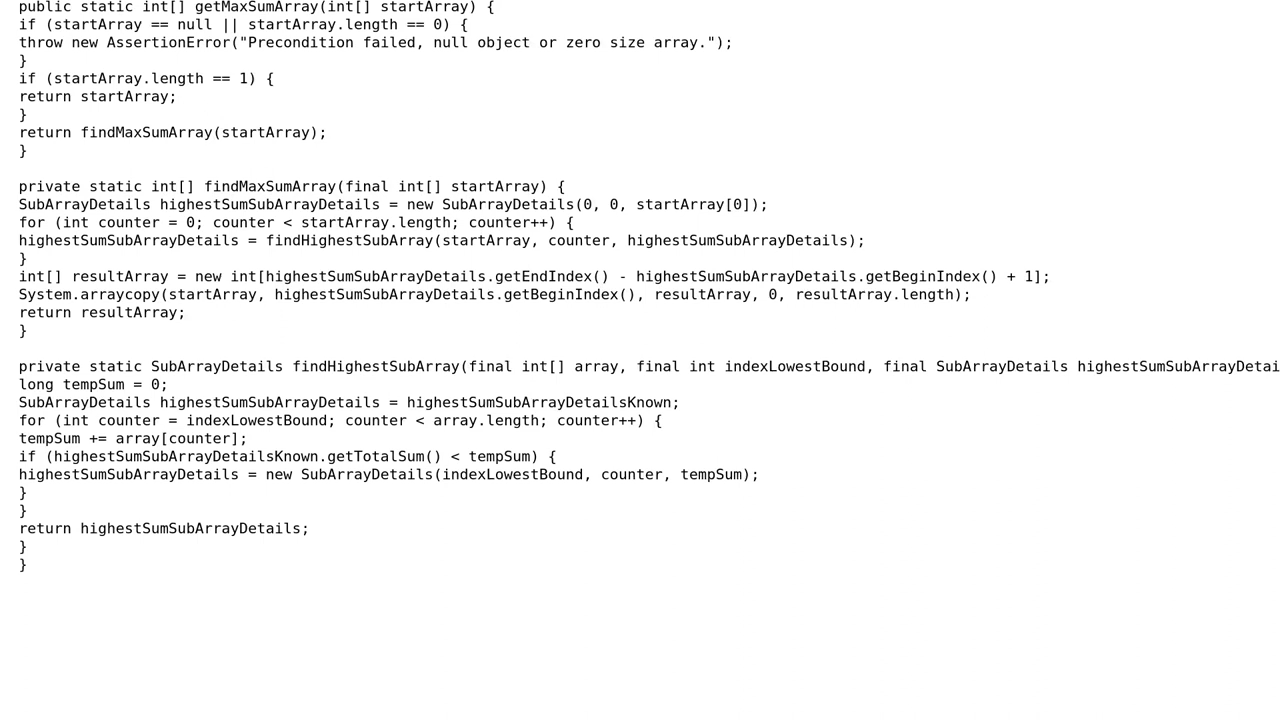 public static int[] getMaxSumArray(int[] startArray) {
if (startArray == null || startArray.length == 0) {
throw new AssertionError("Precondition failed, null object or zero size array.");
}
if (startArray.length == 1) {
return startArray;
}
return findMaxSumArray(startArray);
}

private static int[] findMaxSumArray(final int[] startArray) {
SubArrayDetails highestSumSubArrayDetails = new SubArrayDetails(0, 0, startArray[0]);
for (int counter = 0; counter < startArray.length; counter++) {
highestSumSubArrayDetails = findHighestSubArray(startArray, counter, highestSumSubArrayDetails);
}
int[] resultArray = new int[highestSumSubArrayDetails.getEndIndex() - highestSumSubArrayDetails.getBeginIndex() + 1];
System.arraycopy(startArray, highestSumSubArrayDetails.getBeginIndex(), resultArray, 0, resultArray.length);
return resultArray;
}

private static SubArrayDetails findHighestSubArray(final int[] array, final int indexLowestBound, final SubArrayDetails highestSumSubArrayDetai
long tempSum = 0;
SubArrayDetails highestSumSubArrayDetails = highestSumSubArrayDetailsKnown;
for (int counter = indexLowestBound; counter < array.length; counter++) {
tempSum += array[counter];
if (highestSumSubArrayDetailsKnown.getTotalSum() < tempSum) {
highestSumSubArrayDetails = new SubArrayDetails(indexLowestBound, counter, tempSum);
}
}
return highestSumSubArrayDetails;
}
}